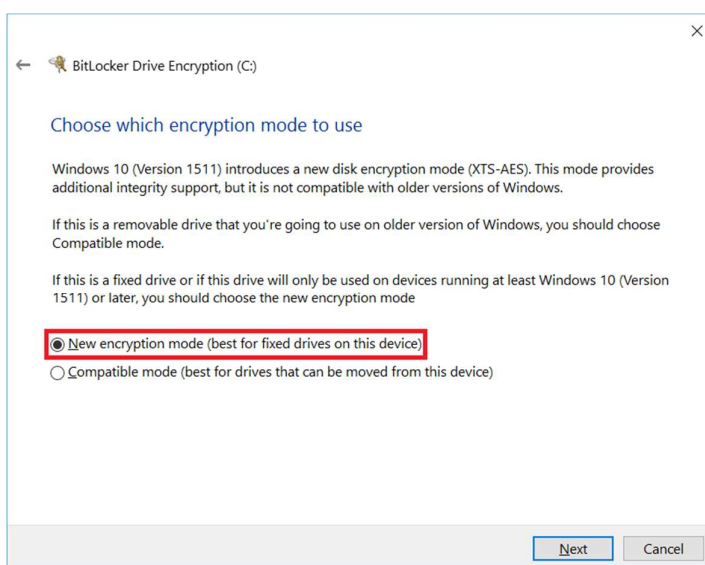 BitLocker Drive Encryption (C:)
Choose which encryption mode to use
Windows 10 (Version 1511) introduces a new disk encryption mode (XTS-AES). This mode provides
additional integrity support, but it is not compatible with older versions of Windows.
If this is a removable drive that you're going to use on older version of Windows, you should choose
Compatible mode.
If this is a fixed drive or if this drive will only be used on devices running at least Windows 10 (Version
1511) or later, you should choose the new encryption mode
New encryption mode (best for fixed drives on this device)
Compatible mode (best for drives that can be moved from this device)
Next Cancel